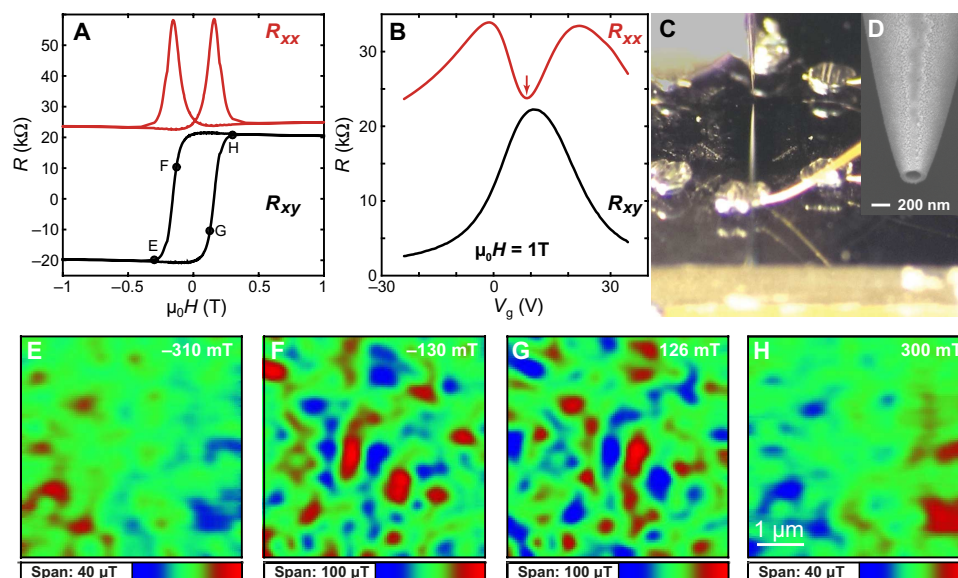 A
R_xx
R (kΩ)
60
50
40
30
20
10
0
−10
−20
F
H
E
G
R_xy
−1
−0.5
0
0.5
1
μ₀H (T)
B
R_xx
R (kΩ)
30
20
10
0
R_xy
μ₀H = 1T
−30
0
30
V_g (V)
C
D
200 nm
E
−310 mT
Span: 40 μT
F
−130 mT
Span: 100 μT
G
126 mT
Span: 100 μT
H
300 mT
1 μm
Span: 40 μT